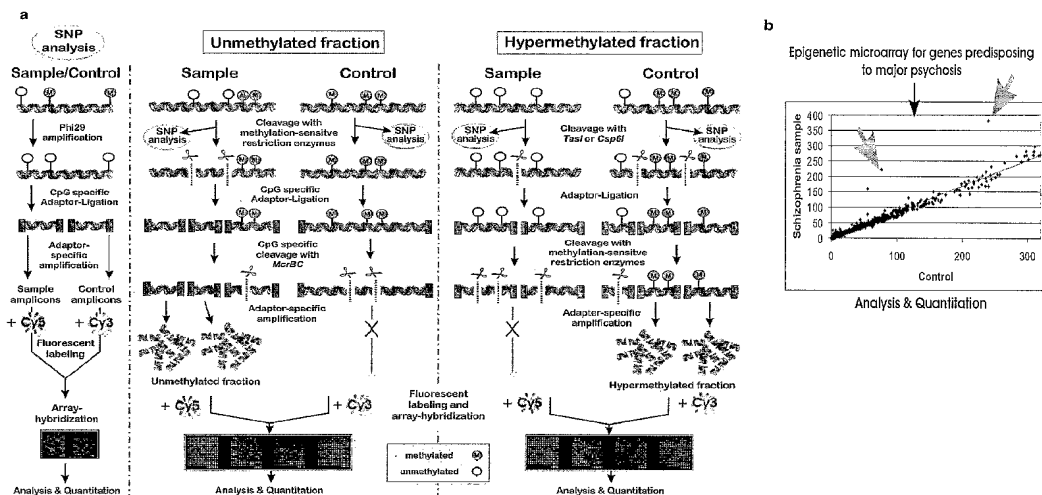 a
SNP
analysis
Sample/Control
M
M
Phi29
amplification
CpG specific
Adaptor-Ligation
Adaptor-
specific
amplification
Sample
amplicons
Control
amplicons
+ Cy5
+ Cy3
Fluorescent
labeling
Array-
hybridization
Analysis & Quantitation
Unmethylated fraction
Sample
Control
M M
M
M M
Cleavage with
methylation-sensitive
restriction enzymes
SNP
analysis
SNP
analysis
CpG specific
Adaptor-Ligation
CpG specific
cleavage with
McrBC
Adaptor-specific
amplification
Unmethylated fraction
+ Cy5
+ Cy3
Analysis & Quantitation
Fluorescent
labeling and
array-hybridization
methylated M
unmethylated
Hypermethylated fraction
Sample
Control
M M
M
Cleavage with
TasI or Csp6I
SNP
analysis
SNP
analysis
Adaptor-Ligation
Cleavage with
methylation-sensitive
restriction enzymes
Adaptor-specific
amplification
Hypermethylated fraction
+ Cy5
+ Cy3
Analysis & Quantitation
b
Epigenetic microarray for genes predisposing
to major psychosis
Schizophrenia sample
400
350
300
250
200
150
100
50
0
0
100
200
300
Control
Analysis & Quantitation